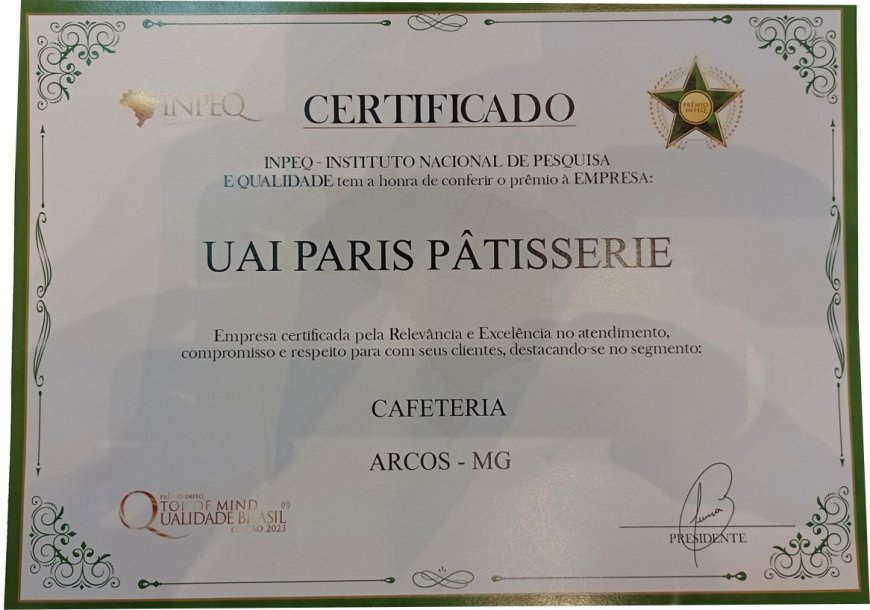 INPEQ
CERTIFICADO
PRÊMIO
INPEQ
INPEQ - INSTITUTO NACIONAL DE PESQUISA
E QUALIDADE tem a honra de conferir o prêmio à EMPRESA:
UAI PARIS PÂTISSERIE
Empresa certificada pela Relevância e Excelência no atendimento,
compromisso e respeito para com seus clientes, destacando-se no segmento:
CAFETERIA
ARCOS - MG
PRÊMIO INPEQ
TOP OF MIND (R)
QUALIDADE BRASIL
EDIÇÃO 2023
PRESIDENTE